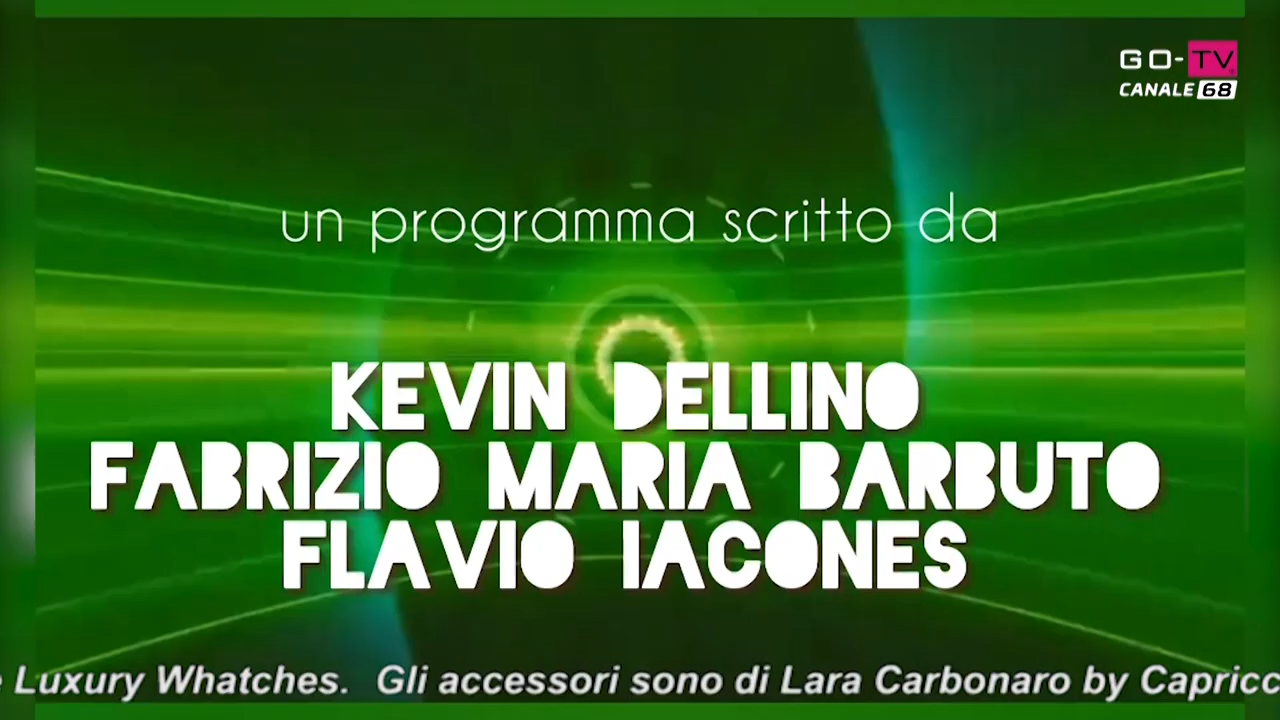 GO-TV
CANALE 68
un programma scritto da
KEVIN DELLINO
FABRIZIO MARIA BARBUTO
FLAVIO IACONES
Luxury Whatches. Gli accessori sono di Lara Carbonaro by